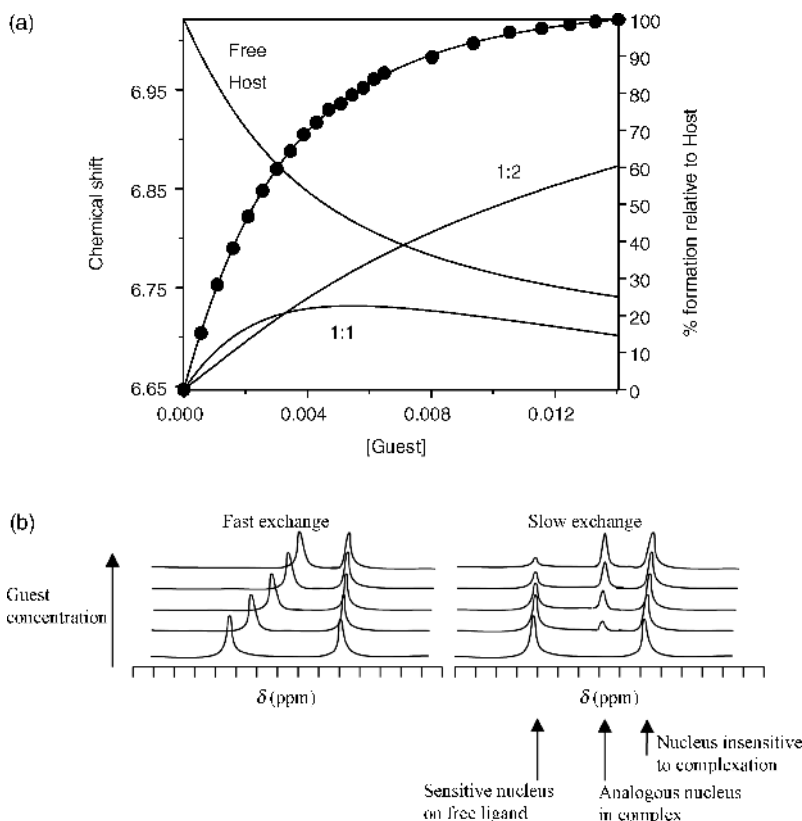 (a)
Free
Host
1:2
1:1
Chemical shift
6.95
6.85
6.75
6.65
100
90
80
70
60
50
40
30
20
10
0
% formation relative to Host
0.000
0.004
0.008
0.012
[Guest]
(b)
Fast exchange
Slow exchange
Guest
concentration
δ (ppm)
δ (ppm)
Nucleus insensitive
to complexation
Sensitive nucleus
on free ligand
Analogous nucleus
in complex